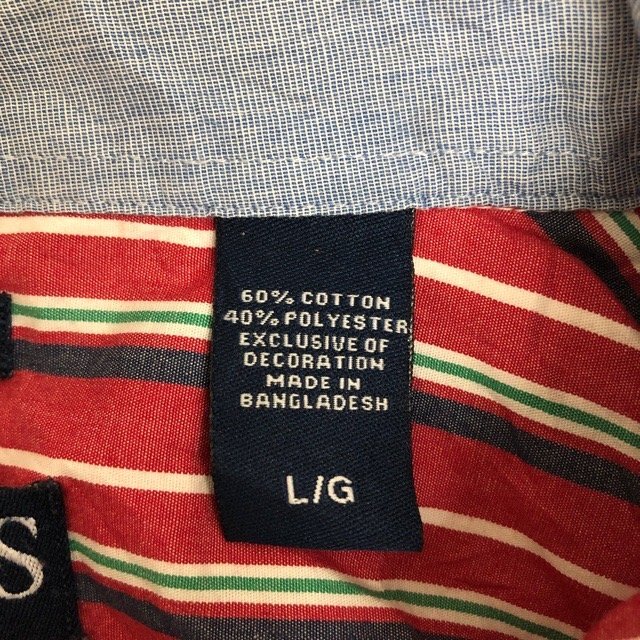 60% COTTON
40% POLYESTER
EXCLUSIVE OF
DECORATION
MADE IN
BANGLADESH
L/G
S